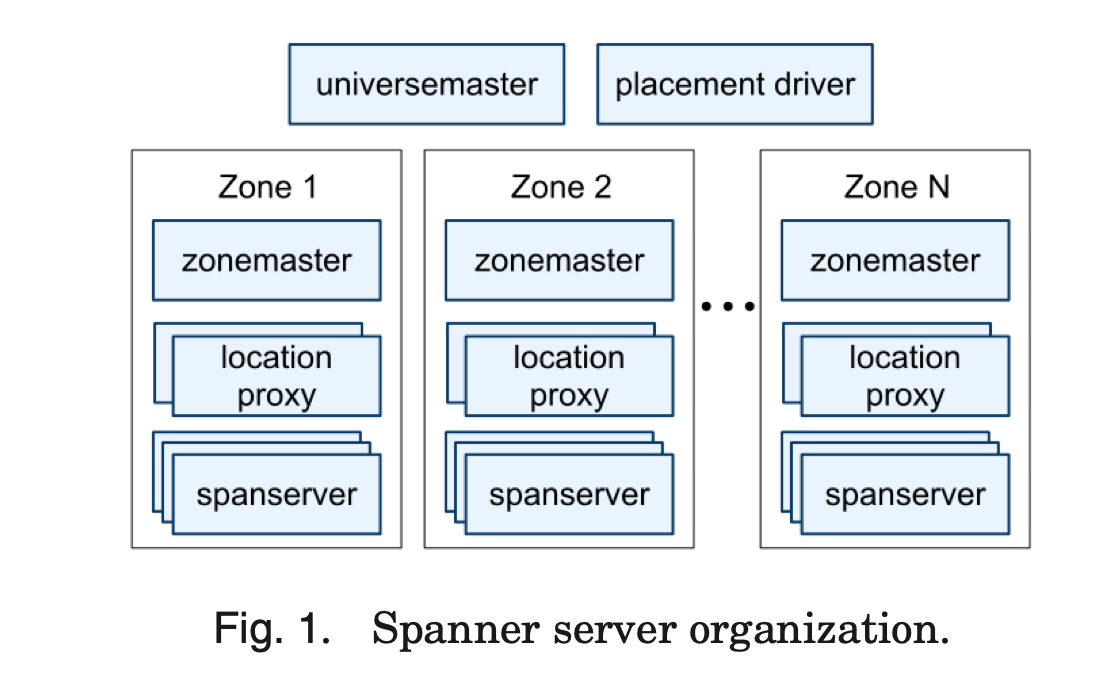 universemaster
placement driver
Zone 1
zonemaster
location
proxy
spanserver
Zone 2
zonemaster
location
proxy
spanserver
...
Zone N
zonemaster
location
proxy
spanserver
Fig. 1. Spanner server organization.